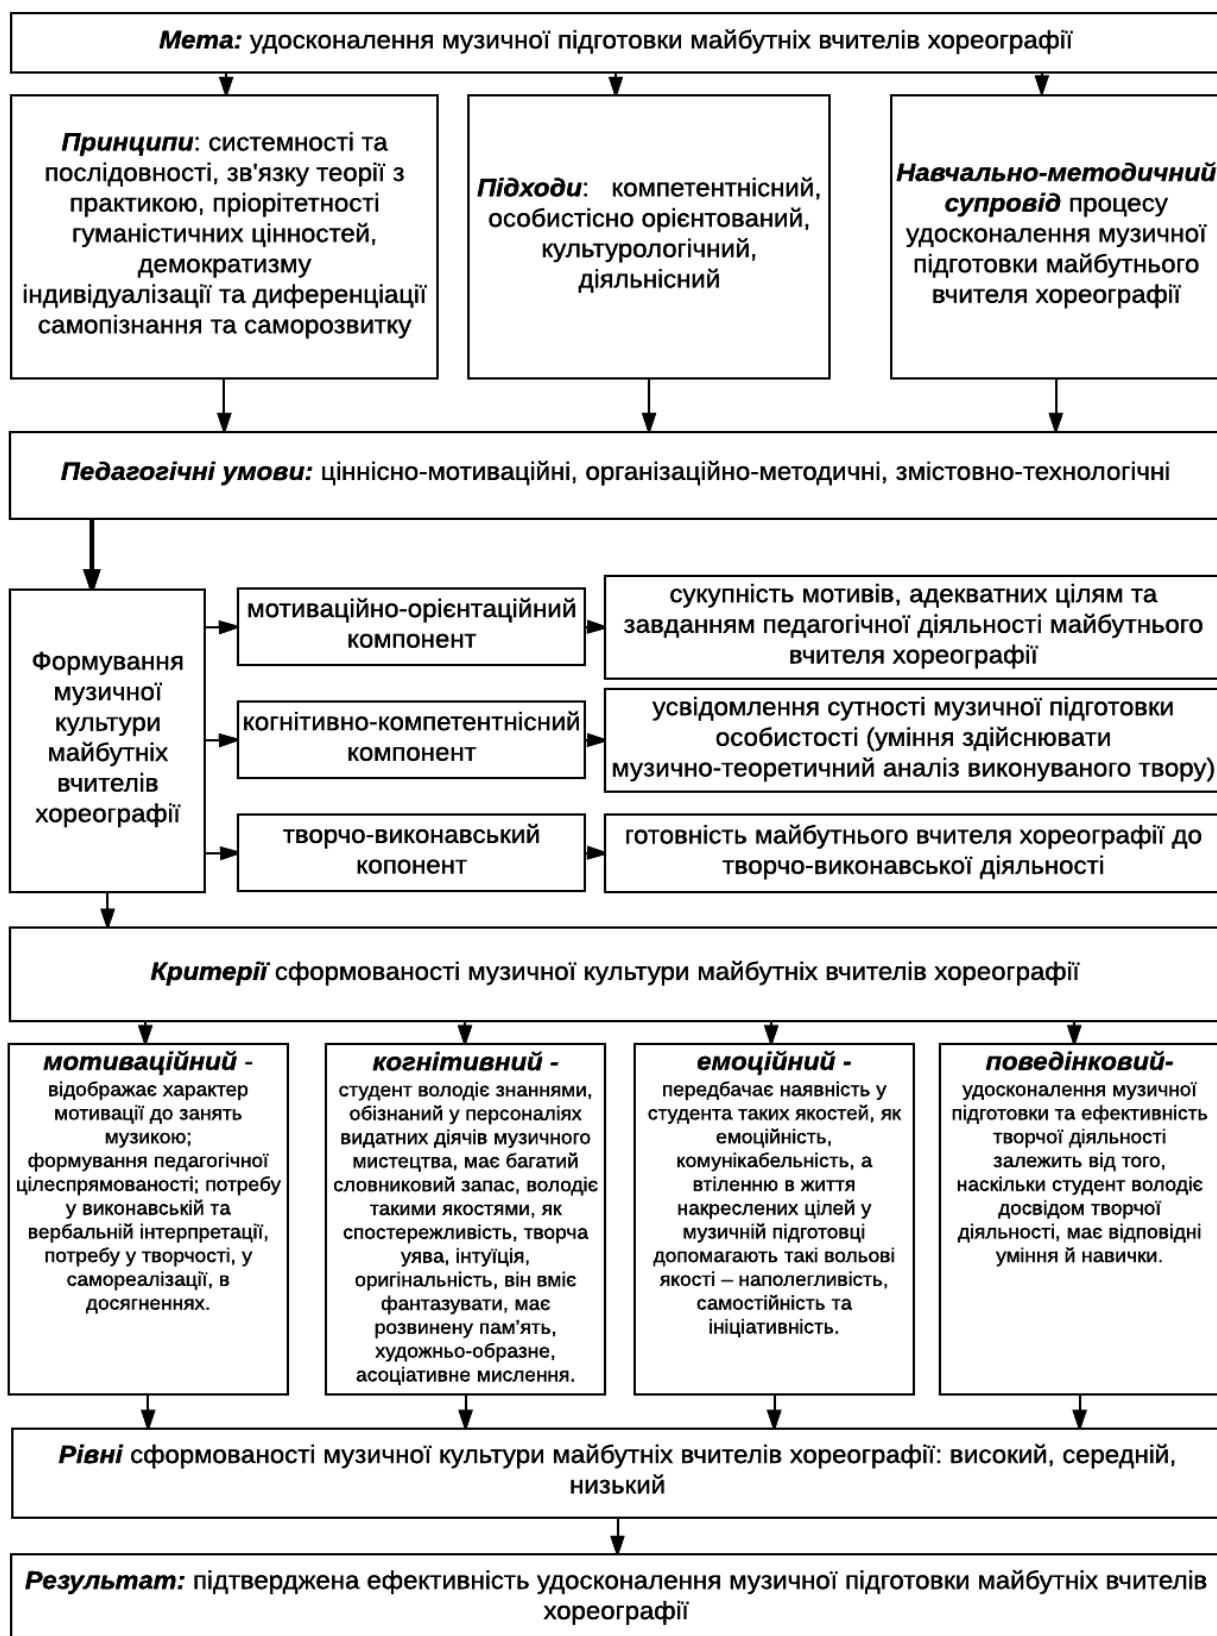 Мета: удосконалення музичної підготовки майбутніх вчителів хореографії
Принципи: системності та
послідовності, зв'язку теорії з
практикою, пріорітетності
гуманістичних цінностей,
демократизму
індивідуалізації та диференціації
самопізнання та саморозвитку
Підходи: компетентнісний,
особистісно орієнтований,
культурологічний,
діяльнісний
Навчально-методичний
супровід процесу
удосконалення музичної
підготовки майбутнього
вчителя хореографії
Педагогічні умови: ціннісно-мотиваційні, організаційно-методичні, змістовно-технологічні
Формування
музичної
культури
майбутніх
вчителів
хореографії
мотиваційно-орієнтаційний
компонент
сукупність мотивів, адекватних цілям та
завданням педагогічної діяльності майбутнього
вчителя хореографії
когнітивно-компетентнісний
компонент
усвідомлення сутності музичної підготовки
особистості (уміння здійснювати
музично-теоретичний аналіз виконуваного твору)
творчо-виконавський
копонент
готовність майбутнього вчителя хореографії до
творчо-виконавської діяльності
Критерії сформованості музичної культури майбутніх вчителів хореографії
мотиваційний -
відображає характер
мотивації до занять
музикою;
формування педагогічної
цілеспрямованості; потребу
у виконавській та
вербальній інтерпретації,
потребу у творчості, у
самореалізації, в
досягненнях.
когнітивний -
студент володіє знаннями,
обізнаний у персоналіях
видатних діячів музичного
мистецтва, має багатий
словниковий запас, володіє
такими якостями, як
спостережливість, творча
уява, інтуїція,
оригінальність, він вміє
фантазувати, має
розвинену пам'ять,
художньо-образне,
асоціативне мислення.
емоційний -
передбачає наявність у
студента таких якостей, як
емоційність,
комунікабельність, а
втіленню в життя
накреслених цілей у
музичній підготовці
допомагають такі вольові
якості – наполегливість,
самостійність та
ініціативність.
поведінковий-
удосконалення музичної
підготовки та ефективність
творчої діяльності
залежить від того,
наскільки студент володіє
досвідом творчої
діяльності, має відповідні
уміння й навички.
Рівні сформованості музичної культури майбутніх вчителів хореографії: високий, середній,
низький
Результат: підтверджена ефективність удосконалення музичної підготовки майбутніх вчителів
хореографії